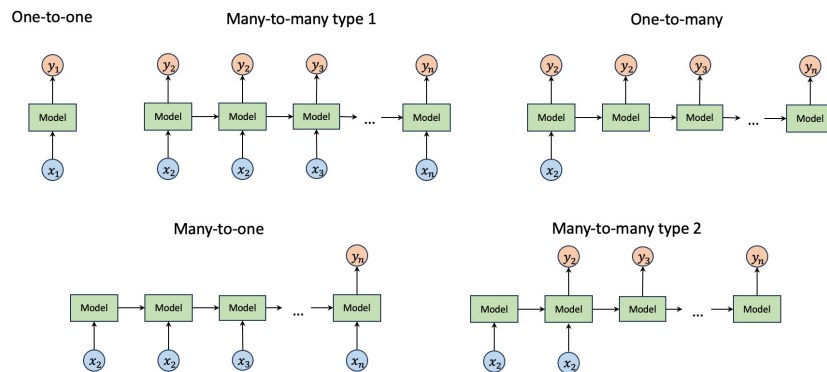 One-to-one
Many-to-many type 1
One-to-many
y1
y2
y2
y3
yn
y2
y2
y3
yn
Model
Model
Model
Model
...
Model
Model
Model
Model
...
Model
x1
x2
x2
x3
xn
x2
Many-to-one
Many-to-many type 2
yn
y2
y3
yn
Model
Model
Model
...
Model
Model
Model
Model
...
Model
x2
x2
x3
xn
x2
x2